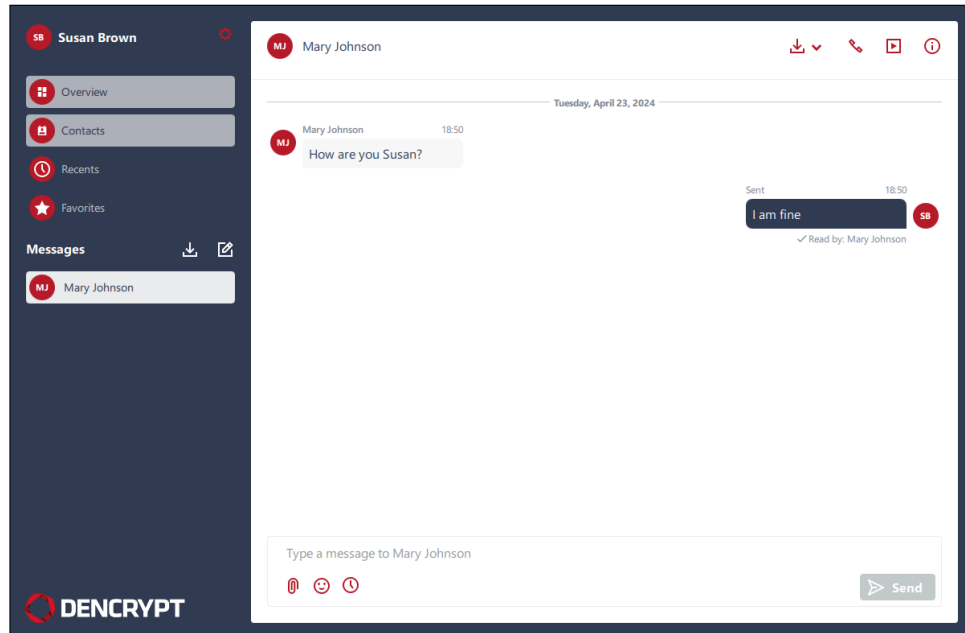 SB Susan Brown
Overview
Contacts
Recents
Favorites
Messages
MJ Mary Johnson
DENCRYPT
MJ Mary Johnson
Tuesday, April 23, 2024
Mary Johnson 18:50
MJ
How are you Susan?
Sent 18:50
I am fine
SB
Read by: Mary Johnson
Type a message to Mary Johnson
Send